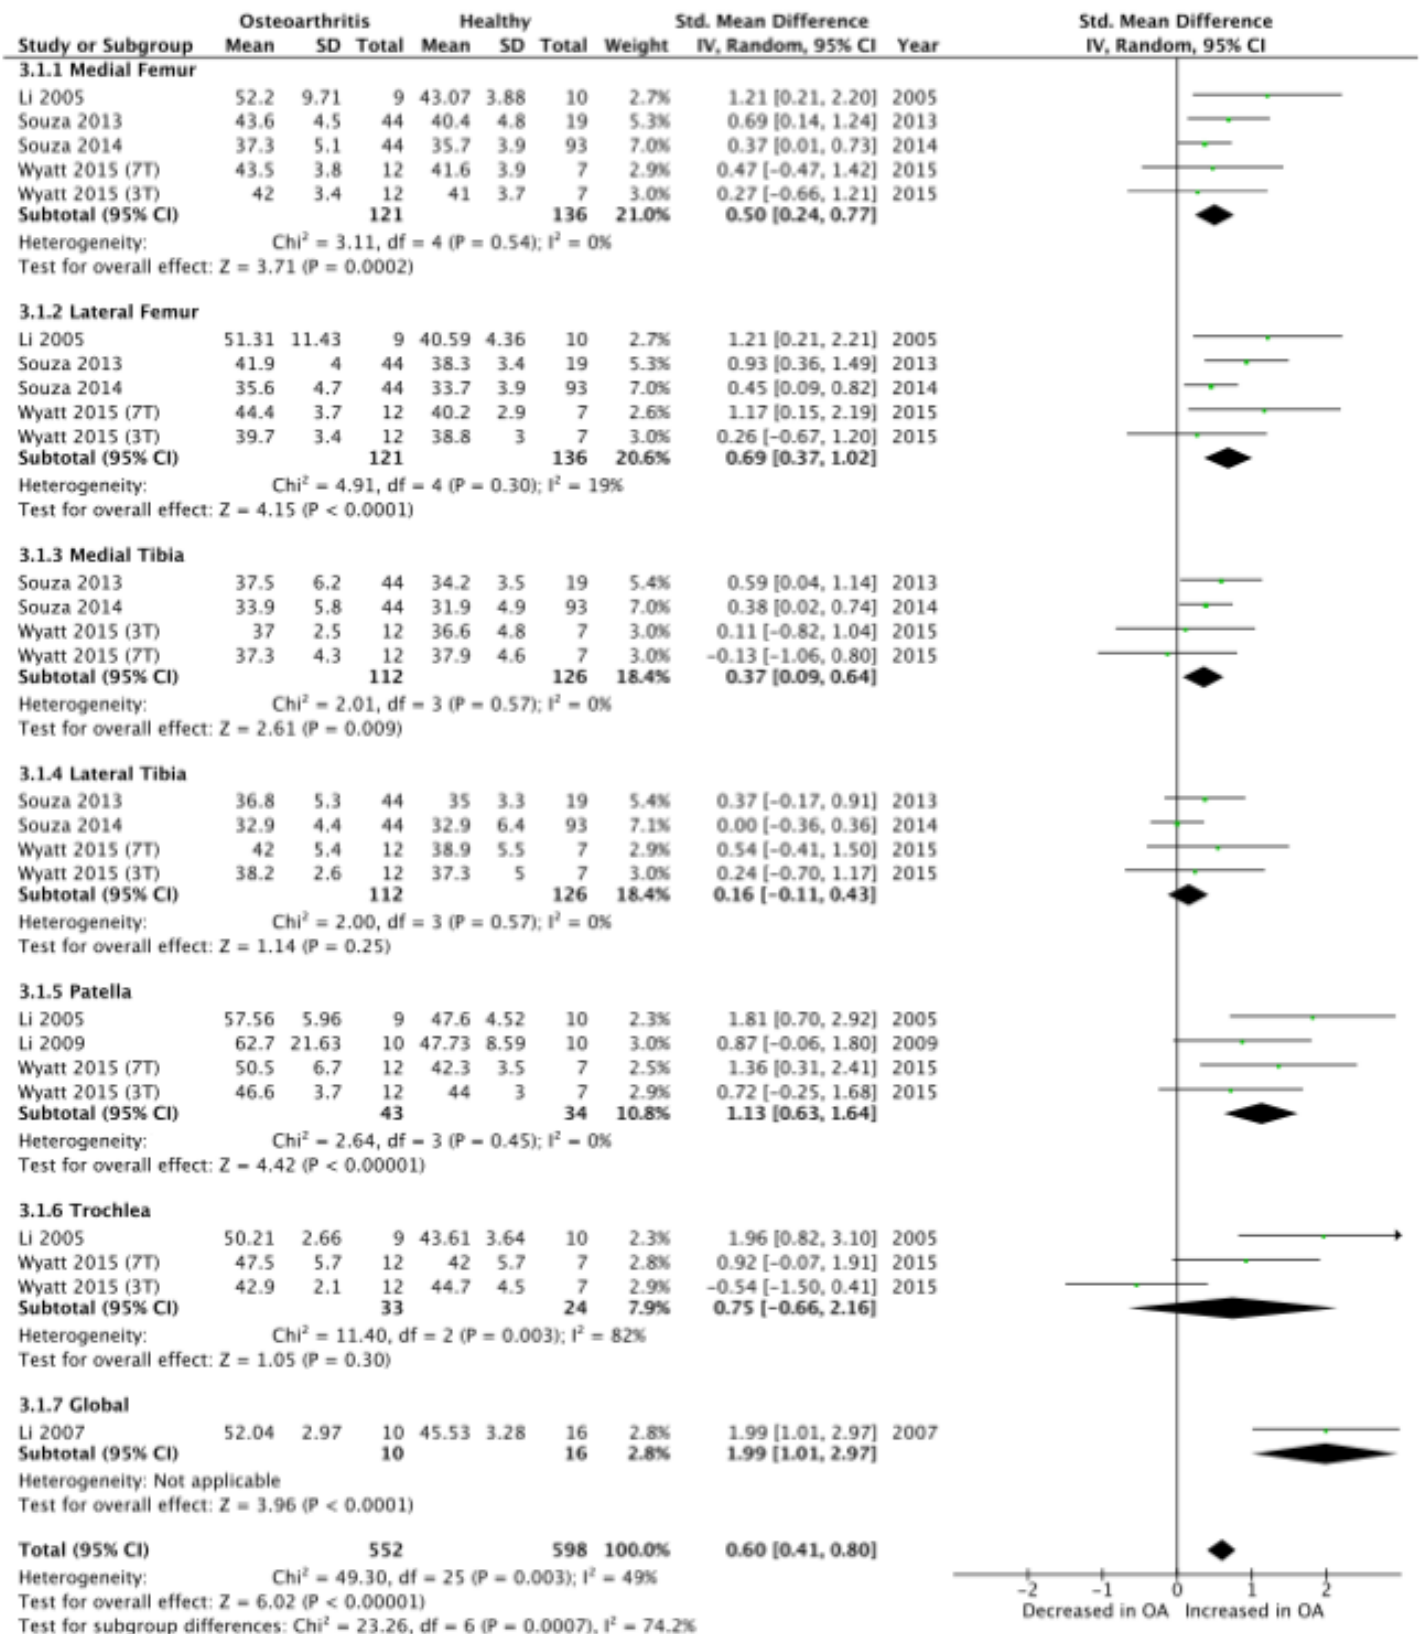 Osteoarthritis Healthy Std. Mean Difference Std. Mean Difference
Study or Subgroup Mean SD Total Mean SD Total Weight IV, Random, 95% CI Year IV, Random, 95% CI
3.1.1 Medial Femur
Li 2005 52.2 9.71 9 43.07 3.88 10 2.7% 1.21 [0.21, 2.20] 2005
Souza 2013 43.6 4.5 44 40.4 4.8 19 5.3% 0.69 [0.14, 1.24] 2013
Souza 2014 37.3 5.1 44 35.7 3.9 93 7.0% 0.37 [0.01, 0.73] 2014
Wyatt 2015 (7T) 43.5 3.8 12 41.6 3.9 7 2.9% 0.47 [−0.47, 1.42] 2015
Wyatt 2015 (3T) 42 3.4 12 41 3.7 7 3.0% 0.27 [−0.66, 1.21] 2015
Subtotal (95% CI) 121 136 21.0% 0.50 [0.24, 0.77]
Heterogeneity: Chi² = 3.11, df = 4 (P = 0.54); I² = 0%
Test for overall effect: Z = 3.71 (P = 0.0002)
3.1.2 Lateral Femur
Li 2005 51.31 11.43 9 40.59 4.36 10 2.7% 1.21 [0.21, 2.21] 2005
Souza 2013 41.9 4 44 38.3 3.4 19 5.3% 0.93 [0.36, 1.49] 2013
Souza 2014 35.6 4.7 44 33.7 3.9 93 7.0% 0.45 [0.09, 0.82] 2014
Wyatt 2015 (7T) 44.4 3.7 12 40.2 2.9 7 2.6% 1.17 [0.15, 2.19] 2015
Wyatt 2015 (3T) 39.7 3.4 12 38.8 3 7 3.0% 0.26 [−0.67, 1.20] 2015
Subtotal (95% CI) 121 136 20.6% 0.69 [0.37, 1.02]
Heterogeneity: Chi² = 4.91, df = 4 (P = 0.30); I² = 19%
Test for overall effect: Z = 4.15 (P < 0.0001)
3.1.3 Medial Tibia
Souza 2013 37.5 6.2 44 34.2 3.5 19 5.4% 0.59 [0.04, 1.14] 2013
Souza 2014 33.9 5.8 44 31.9 4.9 93 7.0% 0.38 [0.02, 0.74] 2014
Wyatt 2015 (3T) 37 2.5 12 36.6 4.8 7 3.0% 0.11 [−0.82, 1.04] 2015
Wyatt 2015 (7T) 37.3 4.3 12 37.9 4.6 7 3.0% −0.13 [−1.06, 0.80] 2015
Subtotal (95% CI) 112 126 18.4% 0.37 [0.09, 0.64]
Heterogeneity: Chi² = 2.01, df = 3 (P = 0.57); I² = 0%
Test for overall effect: Z = 2.61 (P = 0.009)
3.1.4 Lateral Tibia
Souza 2013 36.8 5.3 44 35 3.3 19 5.4% 0.37 [−0.17, 0.91] 2013
Souza 2014 32.9 4.4 44 32.9 6.4 93 7.1% 0.00 [−0.36, 0.36] 2014
Wyatt 2015 (7T) 42 5.4 12 38.9 5.5 7 2.9% 0.54 [−0.41, 1.50] 2015
Wyatt 2015 (3T) 38.2 2.6 12 37.3 5 7 3.0% 0.24 [−0.70, 1.17] 2015
Subtotal (95% CI) 112 126 18.4% 0.16 [−0.11, 0.43]
Heterogeneity: Chi² = 2.00, df = 3 (P = 0.57); I² = 0%
Test for overall effect: Z = 1.14 (P = 0.25)
3.1.5 Patella
Li 2005 57.56 5.96 9 47.6 4.52 10 2.3% 1.81 [0.70, 2.92] 2005
Li 2009 62.7 21.63 10 47.73 8.59 10 3.0% 0.87 [−0.06, 1.80] 2009
Wyatt 2015 (7T) 50.5 6.7 12 42.3 3.5 7 2.5% 1.36 [0.31, 2.41] 2015
Wyatt 2015 (3T) 46.6 3.7 12 44 3 7 2.9% 0.72 [−0.25, 1.68] 2015
Subtotal (95% CI) 43 34 10.8% 1.13 [0.63, 1.64]
Heterogeneity: Chi² = 2.64, df = 3 (P = 0.45); I² = 0%
Test for overall effect: Z = 4.42 (P < 0.00001)
3.1.6 Trochlea
Li 2005 50.21 2.66 9 43.61 3.64 10 2.3% 1.96 [0.82, 3.10] 2005
Wyatt 2015 (7T) 47.5 5.7 12 42 5.7 7 2.8% 0.92 [−0.07, 1.91] 2015
Wyatt 2015 (3T) 42.9 2.1 12 44.7 4.5 7 2.9% −0.54 [−1.50, 0.41] 2015
Subtotal (95% CI) 33 24 7.9% 0.75 [−0.66, 2.16]
Heterogeneity: Chi² = 11.40, df = 2 (P = 0.003); I² = 82%
Test for overall effect: Z = 1.05 (P = 0.30)
3.1.7 Global
Li 2007 52.04 2.97 10 45.53 3.28 16 2.8% 1.99 [1.01, 2.97] 2007
Subtotal (95% CI) 10 16 2.8% 1.99 [1.01, 2.97]
Heterogeneity: Not applicable
Test for overall effect: Z = 3.96 (P < 0.0001)
Total (95% CI) 552 598 100.0% 0.60 [0.41, 0.80]
Heterogeneity: Chi² = 49.30, df = 25 (P = 0.003); I² = 49%
Test for overall effect: Z = 6.02 (P < 0.00001)
Test for subgroup differences: Chi² = 23.26, df = 6 (P = 0.0007), I² = 74.2%
−2 −1 0 1 2
Decreased in OA Increased in OA